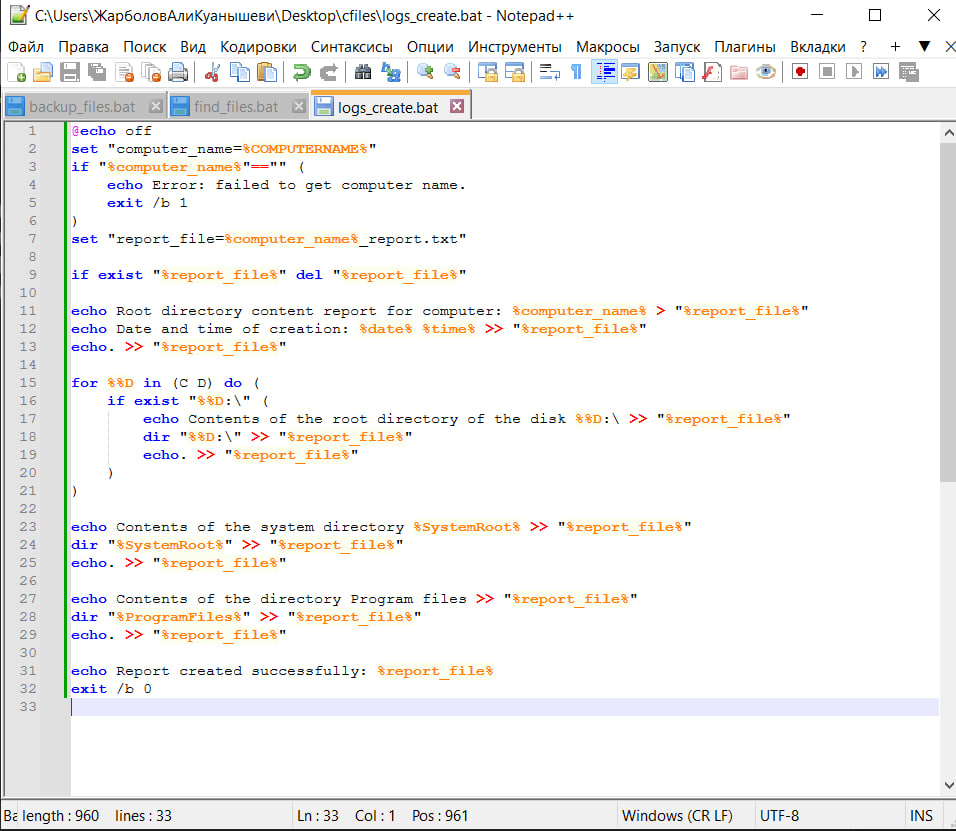 C:\Users\ЖарболовАлиКуанышеви\Desktop\cfiles\logs_create.bat - Notepad++
Файл Правка Поиск Вид Кодировки Синтаксисы Опции Инструменты Макросы Запуск Плагины Вкладки ? + ▼ X
backup_files.bat find_files.bat logs_create.bat
1 @echo off
2 set "computer_name=%COMPUTERNAME%"
3 if "%computer_name%"=="" (
4     echo Error: failed to get computer name.
5     exit /b 1
6 )
7 set "report_file=%computer_name%_report.txt"
8
9 if exist "%report_file%" del "%report_file%"
10
11 echo Root directory content report for computer: %computer_name% > "%report_file%"
12 echo Date and time of creation: %date% %time% >> "%report_file%"
13 echo. >> "%report_file%"
14
15 for %%D in (C D) do (
16     if exist "%%D:\" (
17         echo Contents of the root directory of the disk %%D:\ >> "%report_file%"
18         dir "%%D:\" >> "%report_file%"
19         echo. >> "%report_file%"
20     )
21 )
22
23 echo Contents of the system directory %SystemRoot% >> "%report_file%"
24 dir "%SystemRoot%" >> "%report_file%"
25 echo. >> "%report_file%"
26
27 echo Contents of the directory Program files >> "%report_file%"
28 dir "%ProgramFiles%" >> "%report_file%"
29 echo. >> "%report_file%"
30
31 echo Report created successfully: %report_file%
32 exit /b 0
33
Ba length : 960 lines : 33 Ln : 33 Col : 1 Pos : 961 Windows (CR LF) UTF-8 INS